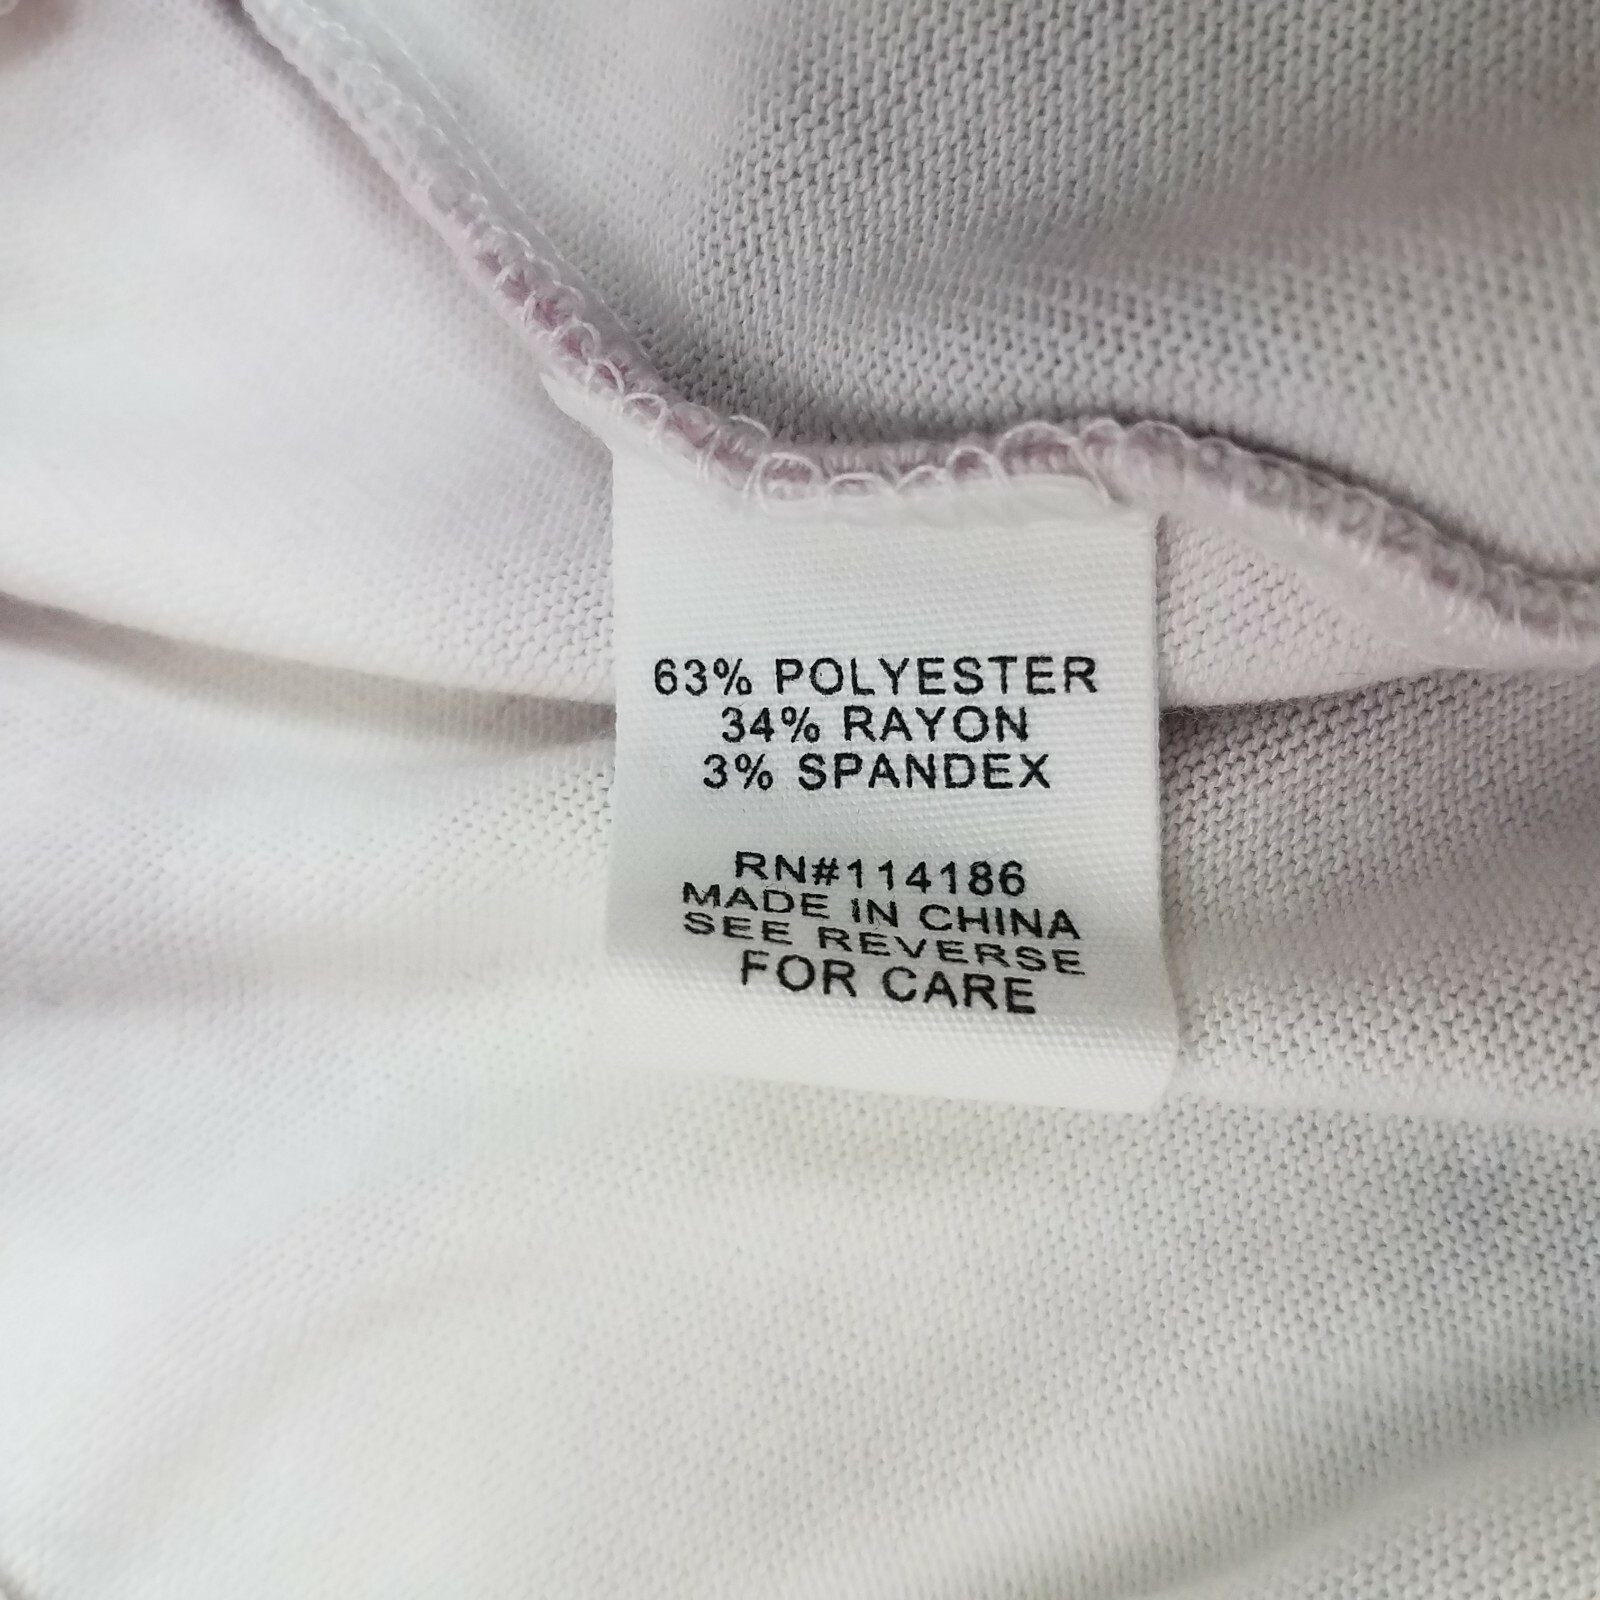 63% POLYESTER
34% RAYON
3% SPANDEX
RN#114186
MADE IN CHINA
SEE REVERSE
FOR CARE